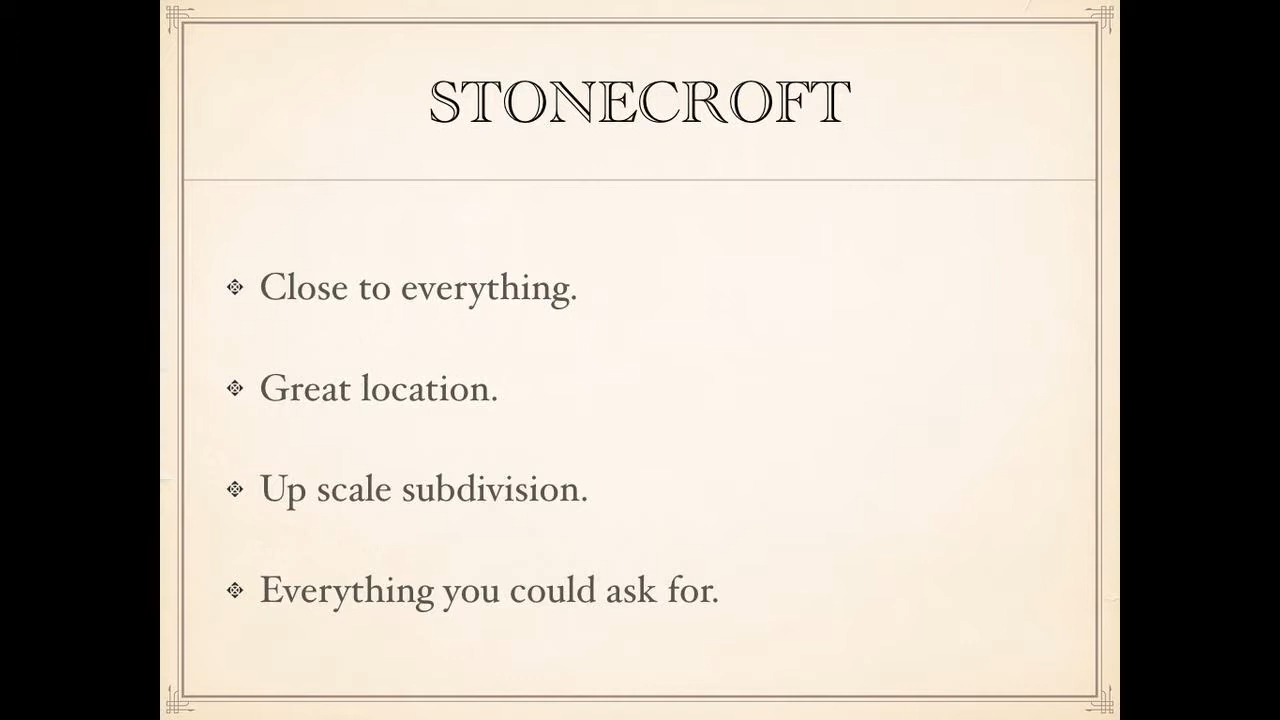 STONECROFT
Close to everything.
Great location.
Up scale subdivision.
Everything you could ask for.